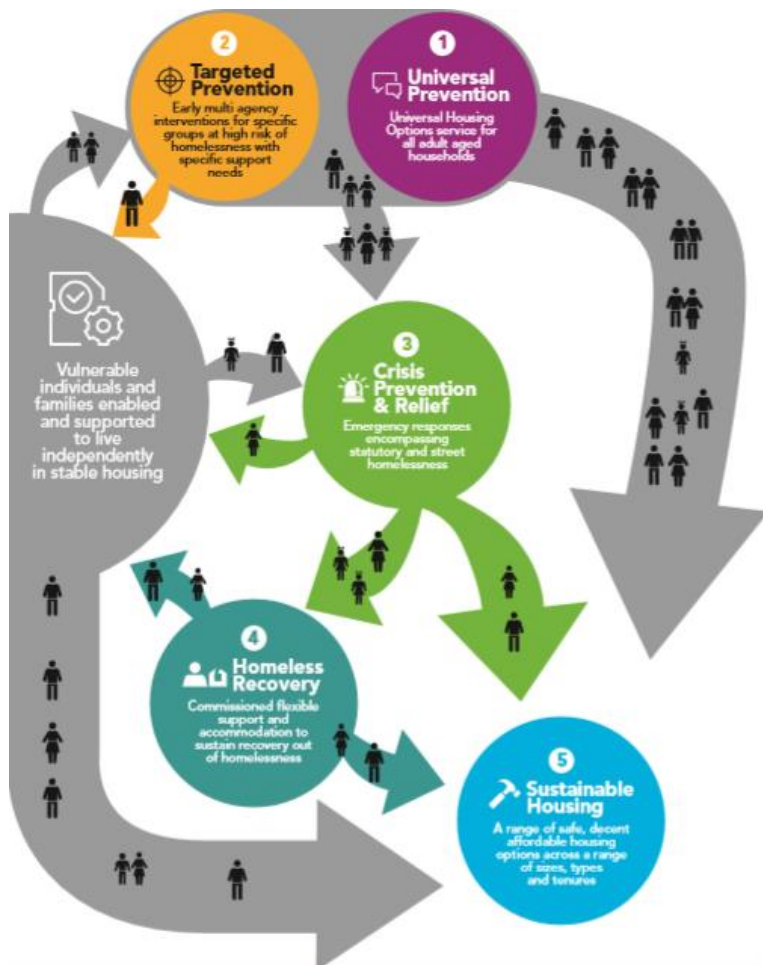 1
Universal
Prevention
Universal Housing
Options service for
all adult aged
households
2
Targeted
Prevention
Early multi agency
interventions for specific
groups at high risk of
homelessness with
specific support
needs
Vulnerable
individuals and
families enabled
and supported
to live
independently
in stable housing
3
Crisis
Prevention
& Relief
Emergency responses
encompassing
statutory and street
homelessness
4
Homeless
Recovery
Commissioned flexible
support and
accommodation to
sustain recovery out
of homelessness
5
Sustainable
Housing
A range of safe, decent
affordable housing
options across a range
of sizes, types
and tenures